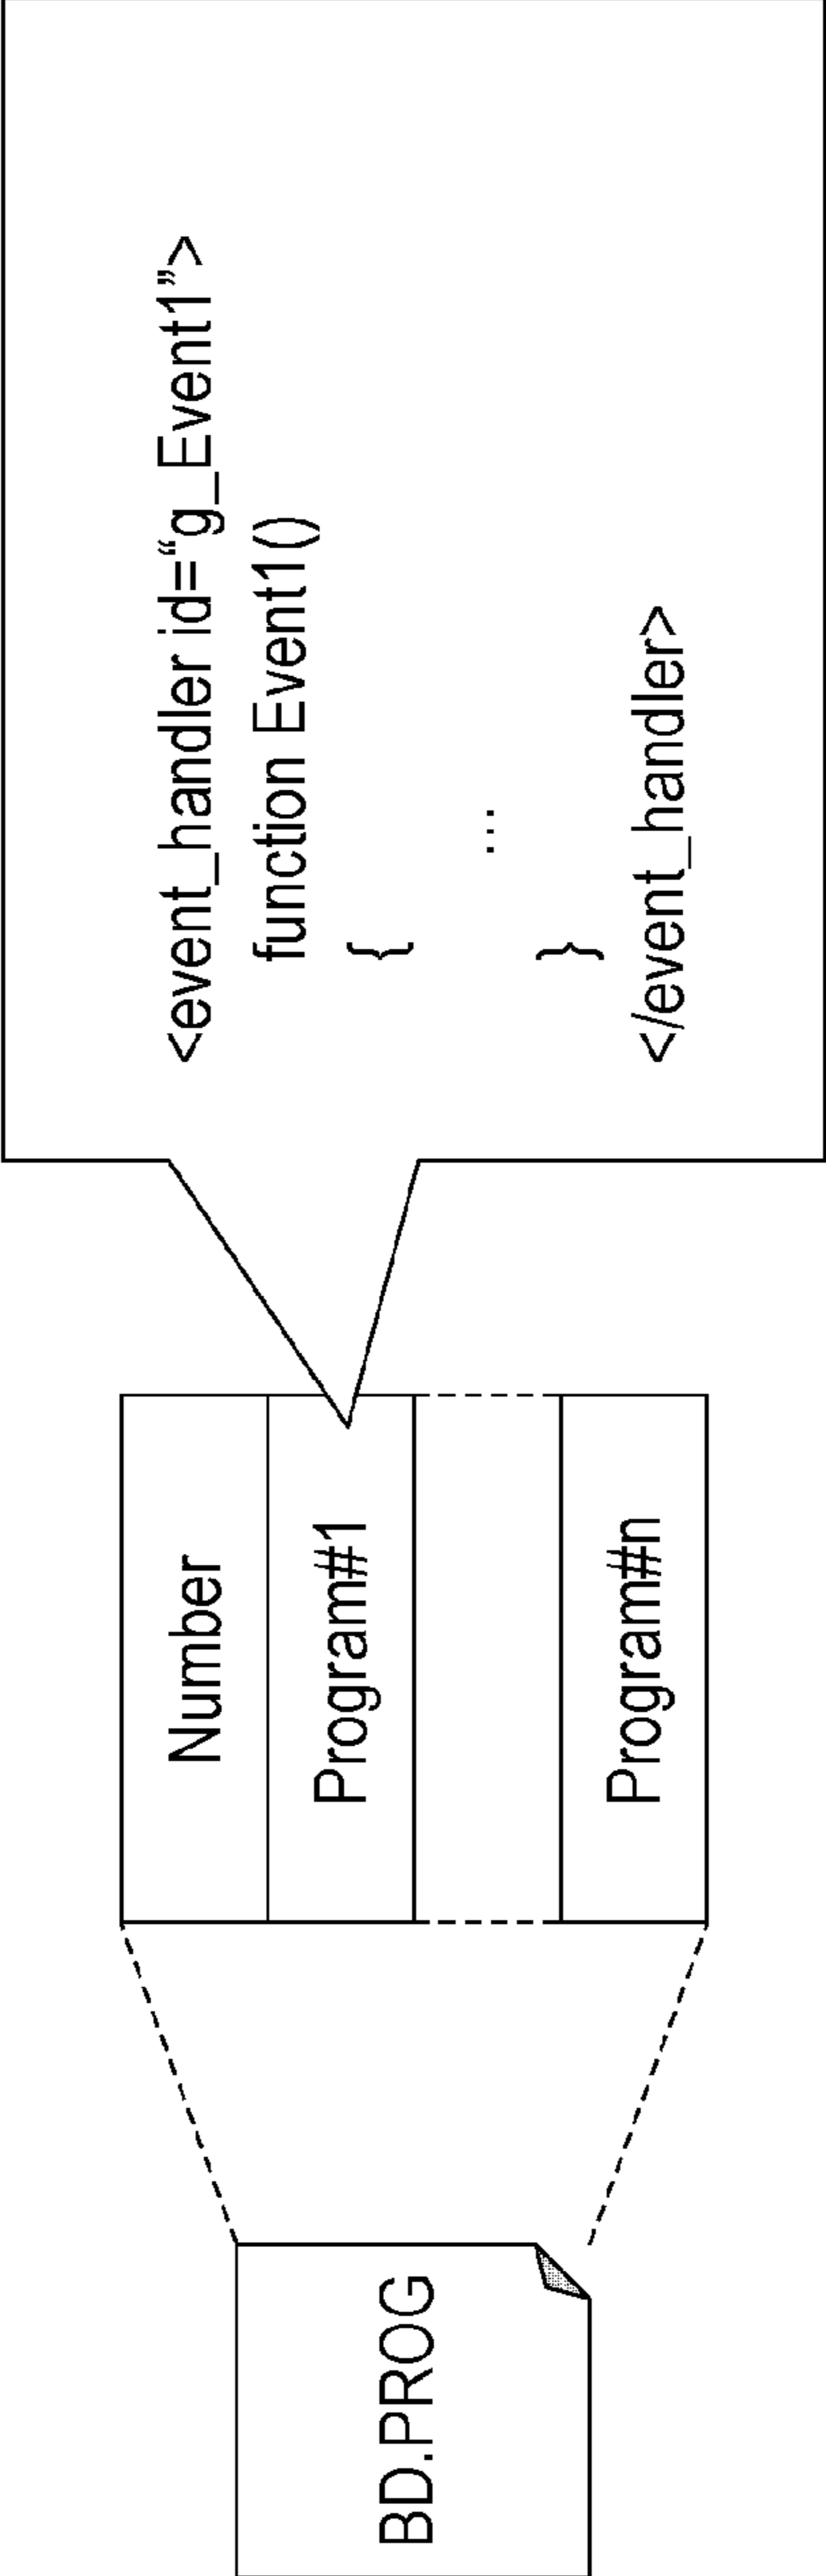 BD.PROG
Number
Program#1
Program#n
<event_handler id=“g_Event1”>
function Event1()
{
...
}
</event_handler>